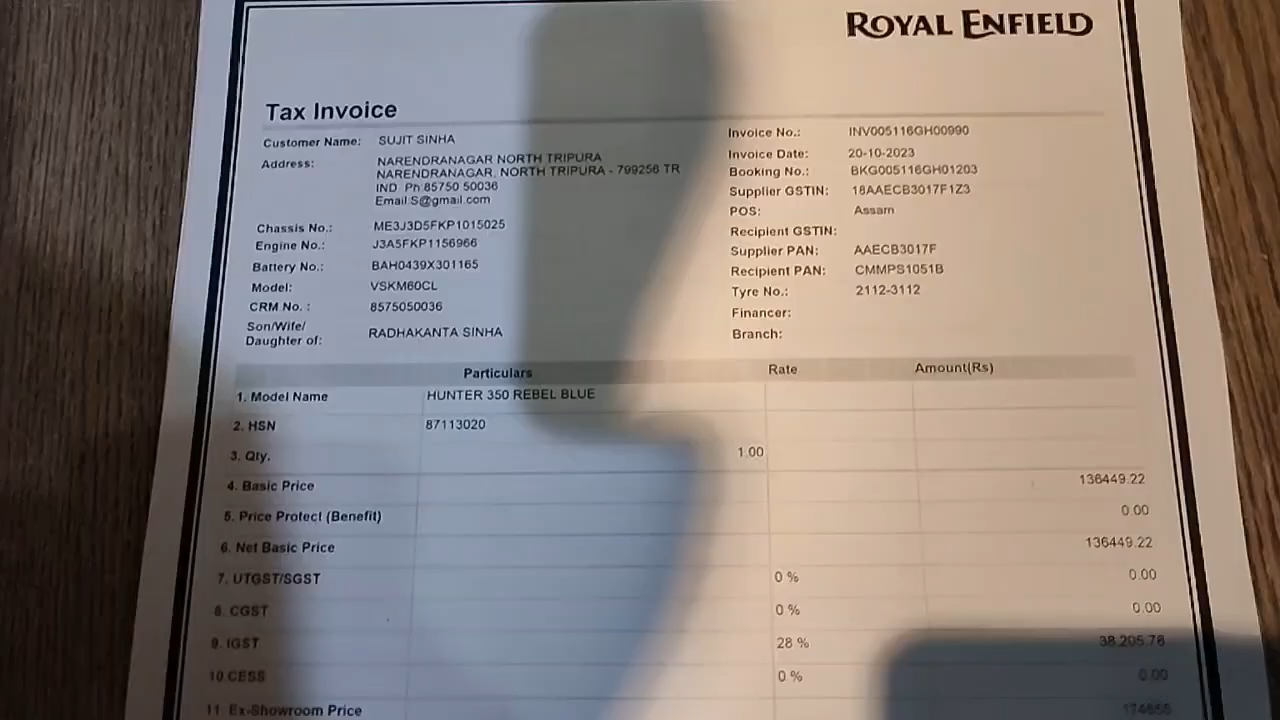 ROYAL ENFIELD
Tax Invoice
Customer Name: SUJIT SINHA
Address: NARENDRANAGAR NORTH TRIPURA
NARENDRANAGAR, NORTH TRIPURA - 799256 TR
IND Ph 85750 50036
Email:S@gmail.com
Chassis No.: ME3J3D5FKP1015025
Engine No.: J3A5FKP1156966
Battery No.: BAH0439X301165
Model: VSKM60CL
CRM No. : 8575050036
Son/Wife/
Daughter of: RADHAKANTA SINHA
Invoice No.: INV005116GH00990
Invoice Date: 20-10-2023
Booking No.: BKG005116GH01203
Supplier GSTIN: 18AAECB3017F1Z3
POS: Assam
Recipient GSTIN:
Supplier PAN: AAECB3017F
Recipient PAN: CMMPS1051B
Tyre No.: 2112-3112
Financer:
Branch:
Particulars Rate Amount(Rs)
1. Model Name HUNTER 350 REBEL BLUE
2. HSN 87113020
3. Qty. 1.00
4. Basic Price 136449.22
5. Price Protect (Benefit) 0.00
6. Net Basic Price 136449.22
7. UTGST/SGST 0 % 0.00
8. CGST 0 % 0.00
9. IGST 28 % 38,205.78
10.CESS 0 % 0.00
11. Ex-Showroom Price 174655